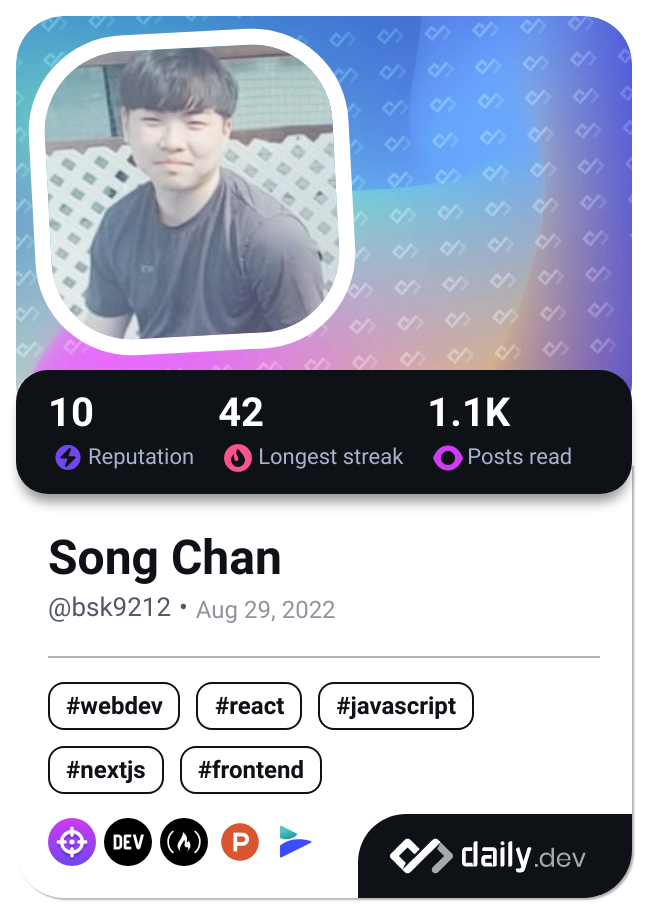 10 42 1.1K
Reputation Longest streak Posts read
Song Chan
@bsk9212 • Aug 29, 2022
#webdev #react #javascript
#nextjs #frontend
DEV P daily.dev